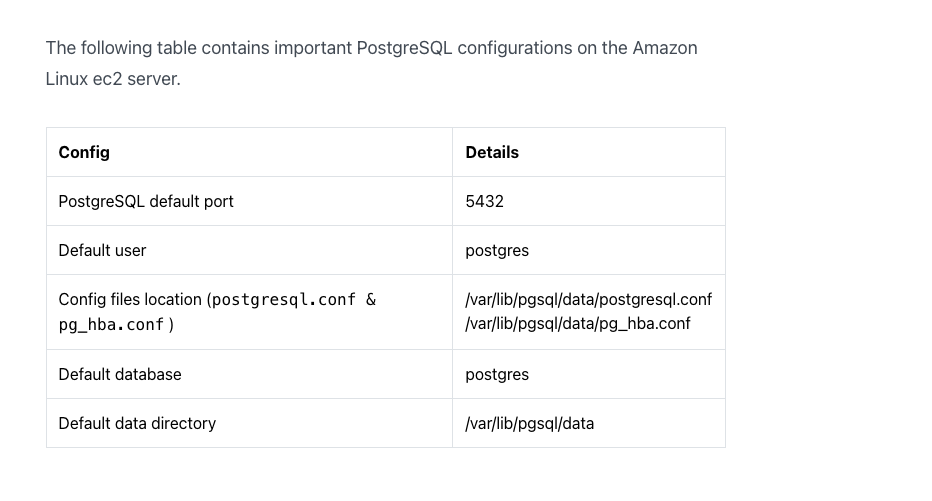 The following table contains important PostgreSQL configurations on the Amazon
Linux ec2 server.
Config Details
PostgreSQL default port 5432
Default user postgres
Config files location (postgresql.conf & /var/lib/pgsql/data/postgresql.conf
pg_hba.conf ) /var/lib/pgsql/data/pg_hba.conf
Default database postgres
Default data directory /var/lib/pgsql/data